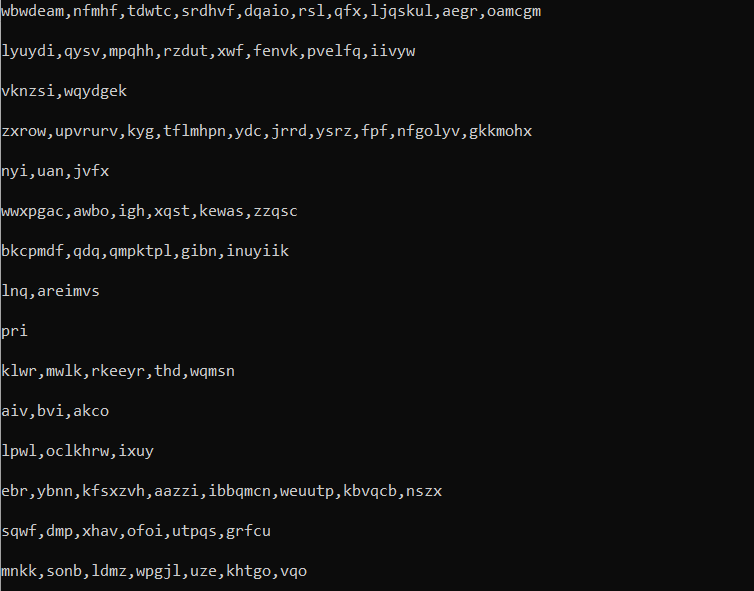 wbwdeam,nfmhf,tdwtc,srdhvf,dqaio,rsl,qfx,ljqskul,aegr,oamcgm
lyuydi,qysv,mpqhh,rzdut,xwf,fenvk,pvelfq,iivyw
vknzsi,wqydgek
zxrow,upvrurv,kyg,tflmhpn,ydc,jrrd,ysrz,fpf,nfgolyv,gkkmohx
nyi,uan,jvfx
wwxpgac,awbo,igh,xqst,kewas,zzqsc
bkcpmdf,qdq,qmpktpl,gibn,inuyiik
lnq,areimvs
pri
klwr,mwlk,rkeeyr,thd,wqmsn
aiv,bvi,akco
lpwl,oclkhrw,ixuy
ebr,ybnn,kfsxzvh,aazzi,ibbqmcn,weuutp,kbvqcb,nszx
sqwf,dmp,xhav,ofoi,utpqs,grfcu
mnkk,sonb,ldmz,wpgjl,uze,khtgo,vqo